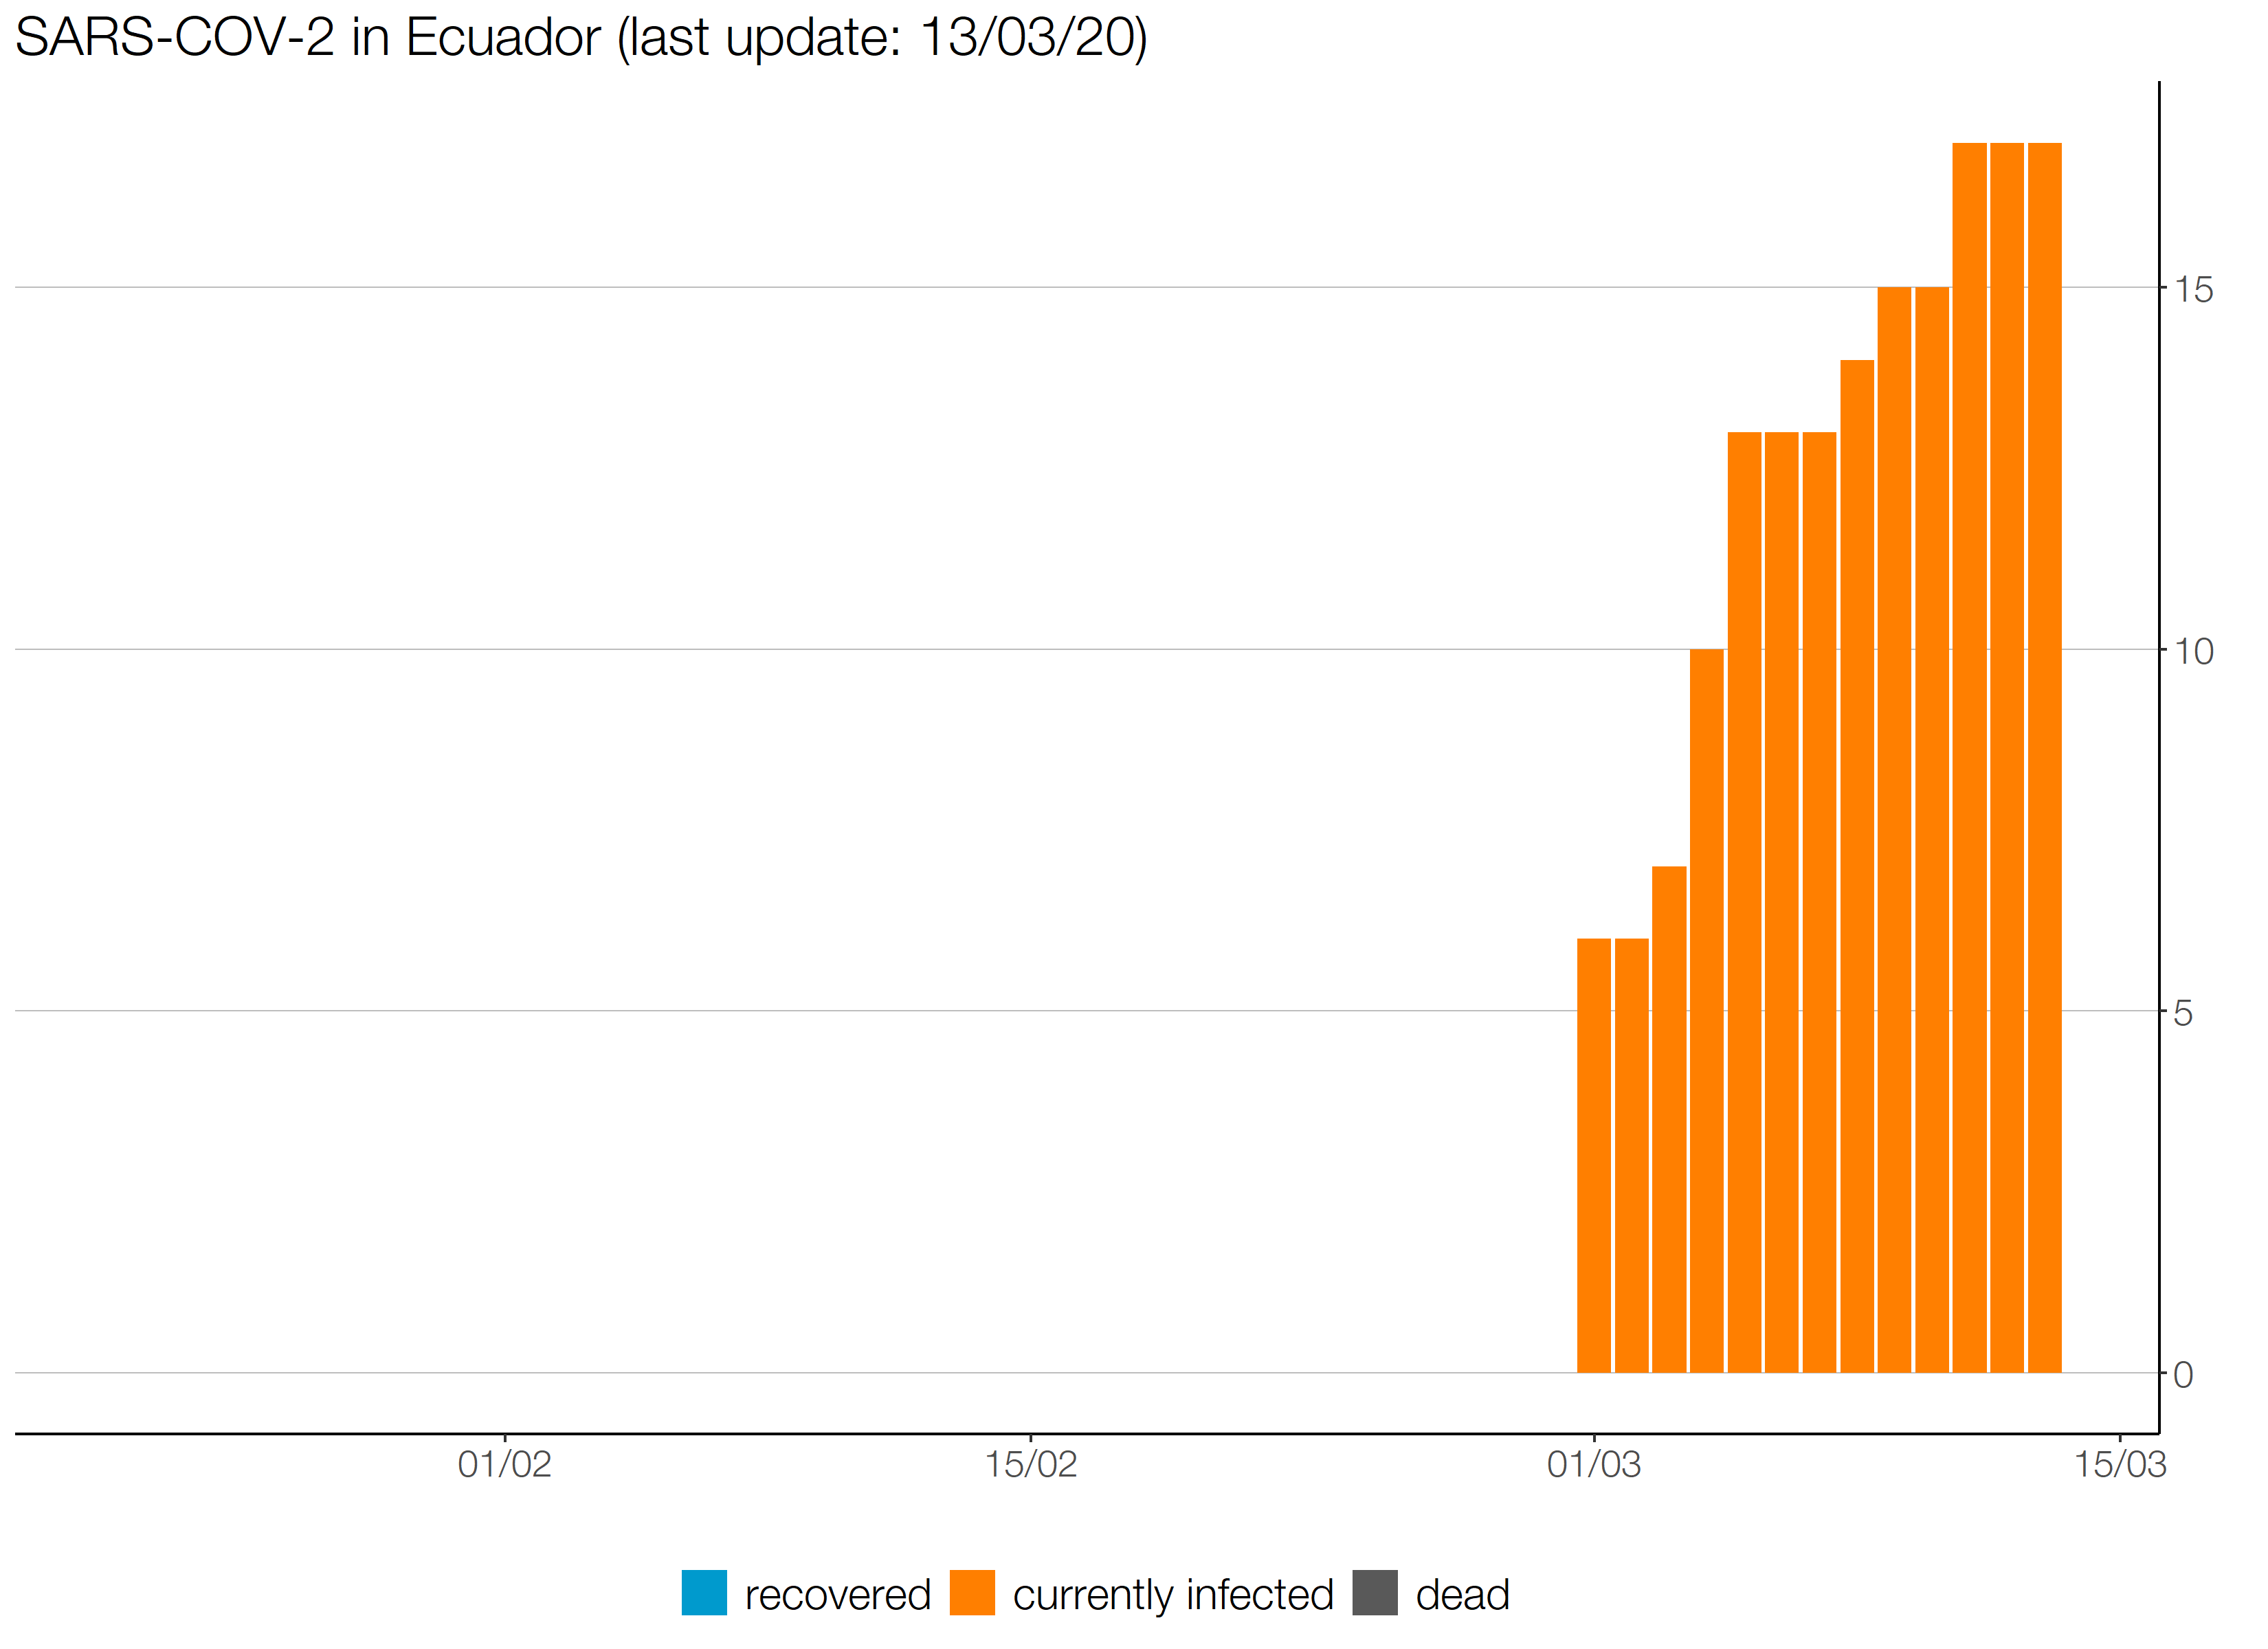 SARS-COV-2 in Ecuador (last update: 13/03/20)
15
10
5
0
01/02 15/02 01/03 15/03
recovered currently infected dead